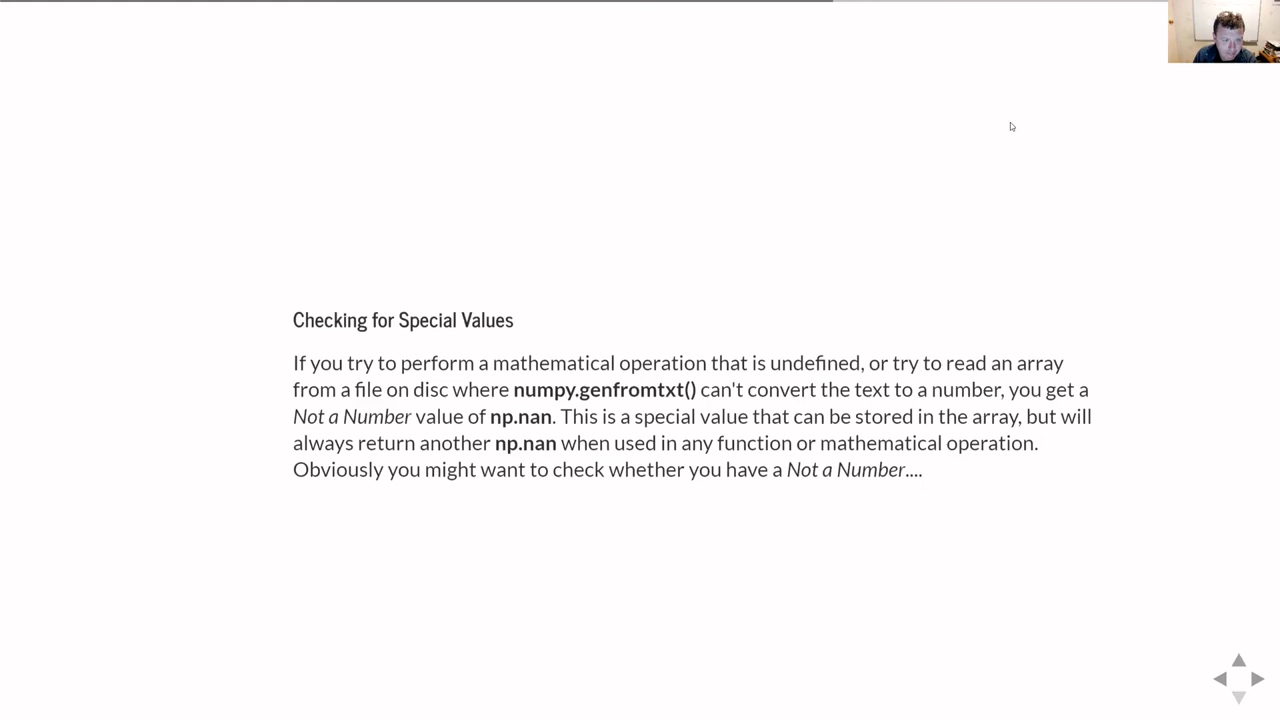 Checking for Special Values
If you try to perform a mathematical operation that is undefined, or try to read an array
from a file on disc where numpy.genfromtxt() can't convert the text to a number, you get a
Not a Number value of np.nan. This is a special value that can be stored in the array, but will
always return another np.nan when used in any function or mathematical operation.
Obviously you might want to check whether you have a Not a Number....